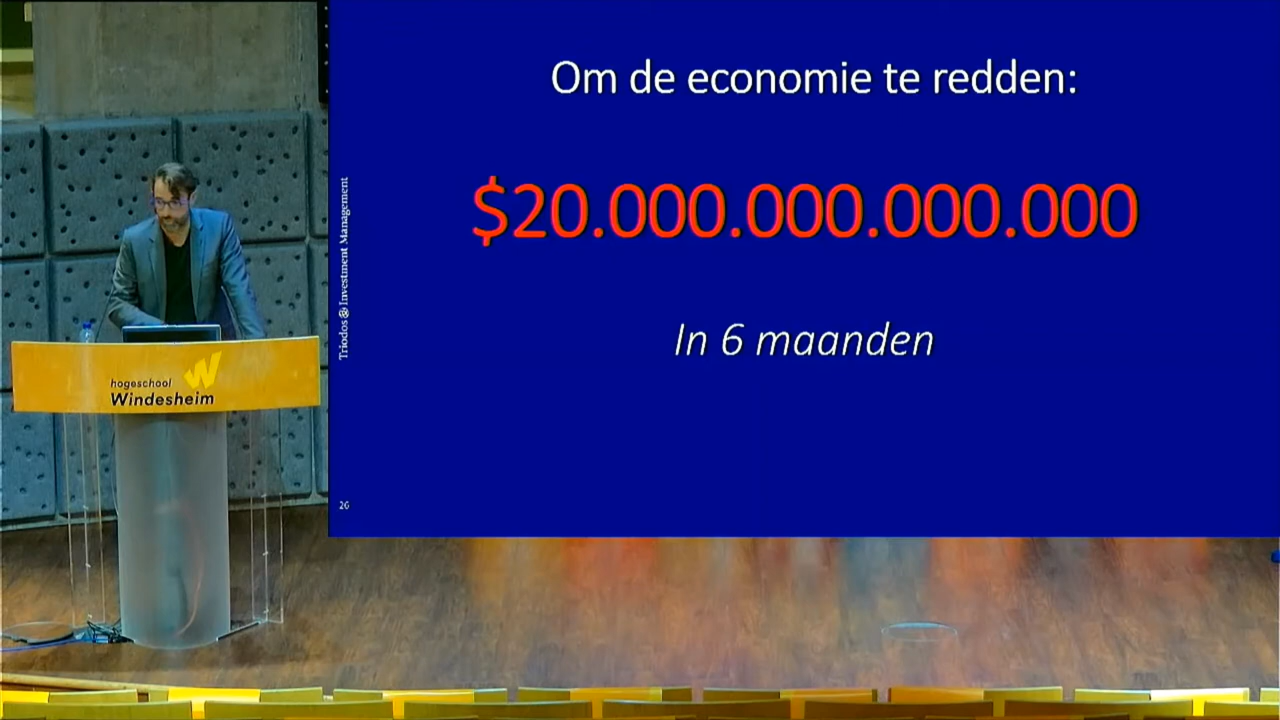 Om de economie te redden:
$20.000.000.000.000
In 6 maanden
Triodos & Investment Management
26
hogeschool
Windesheim